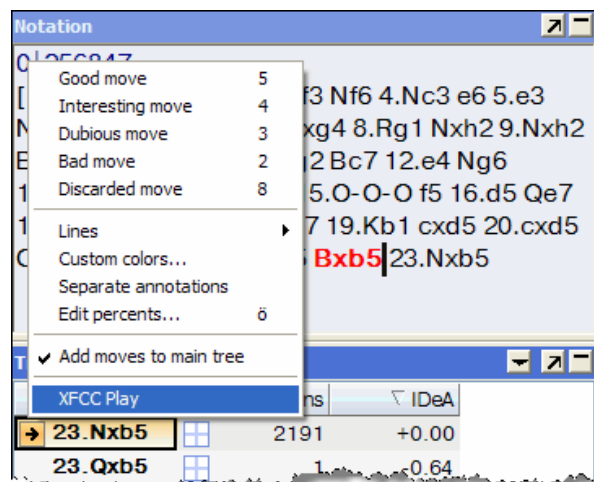 Notation
0|256847
Good move 5
Interesting move 4
Dubious move 3
Bad move 2
Discarded move 8
Lines
Custom colors...
Separate annotations
Edit percents... ö
Add moves to main tree
XFCC Play
f3 Nf6 4.Nc3 e6 5.e3
xg4 8.Rg1 Nxh2 9.Nxh2
g2 Bc7 12.e4 Ng6
5.O-O-O f5 16.d5 Qe7
7 19.Kb1 cxd5 20.cxd5
Bxb5 23.Nxb5
ns IDeA
23.Nxb5 2191 +0.00
23.Qxb5 1 -0.64